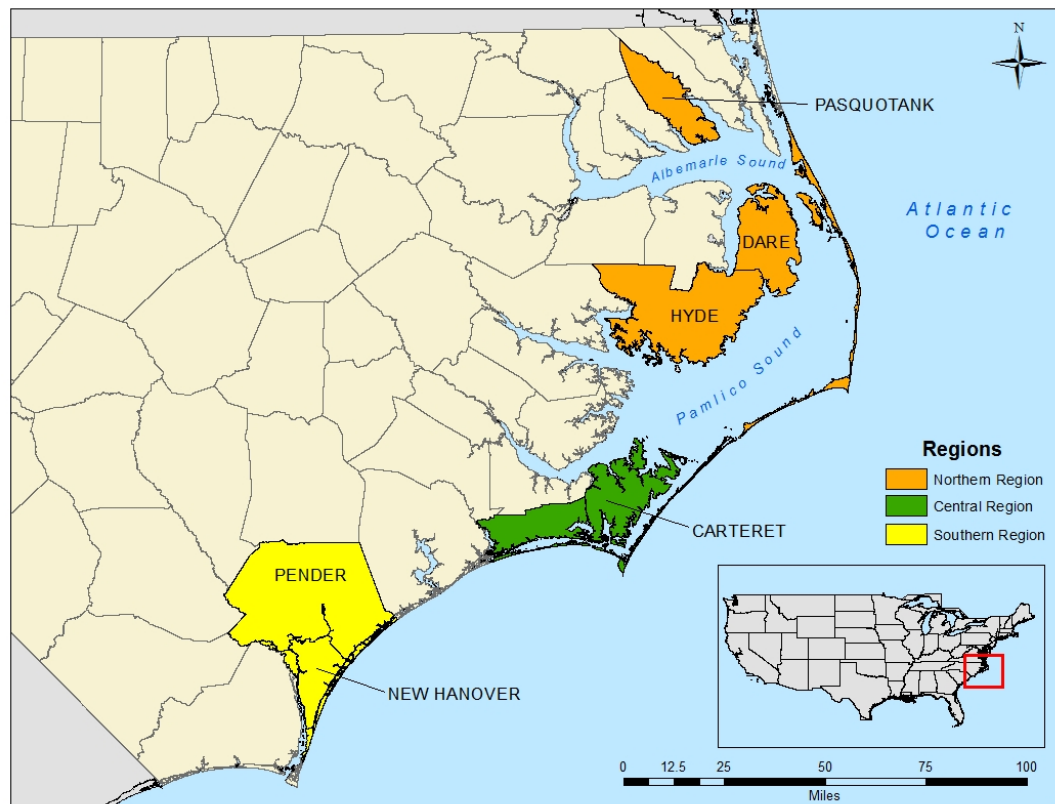 N
PASQUOTANK
Albemarle Sound
Atlantic
Ocean
DARE
HYDE
Pamlico Sound
Regions
Northern Region
Central Region
Southern Region
CARTERET
PENDER
NEW HANOVER
0 12.5 25 50 75 100
Miles